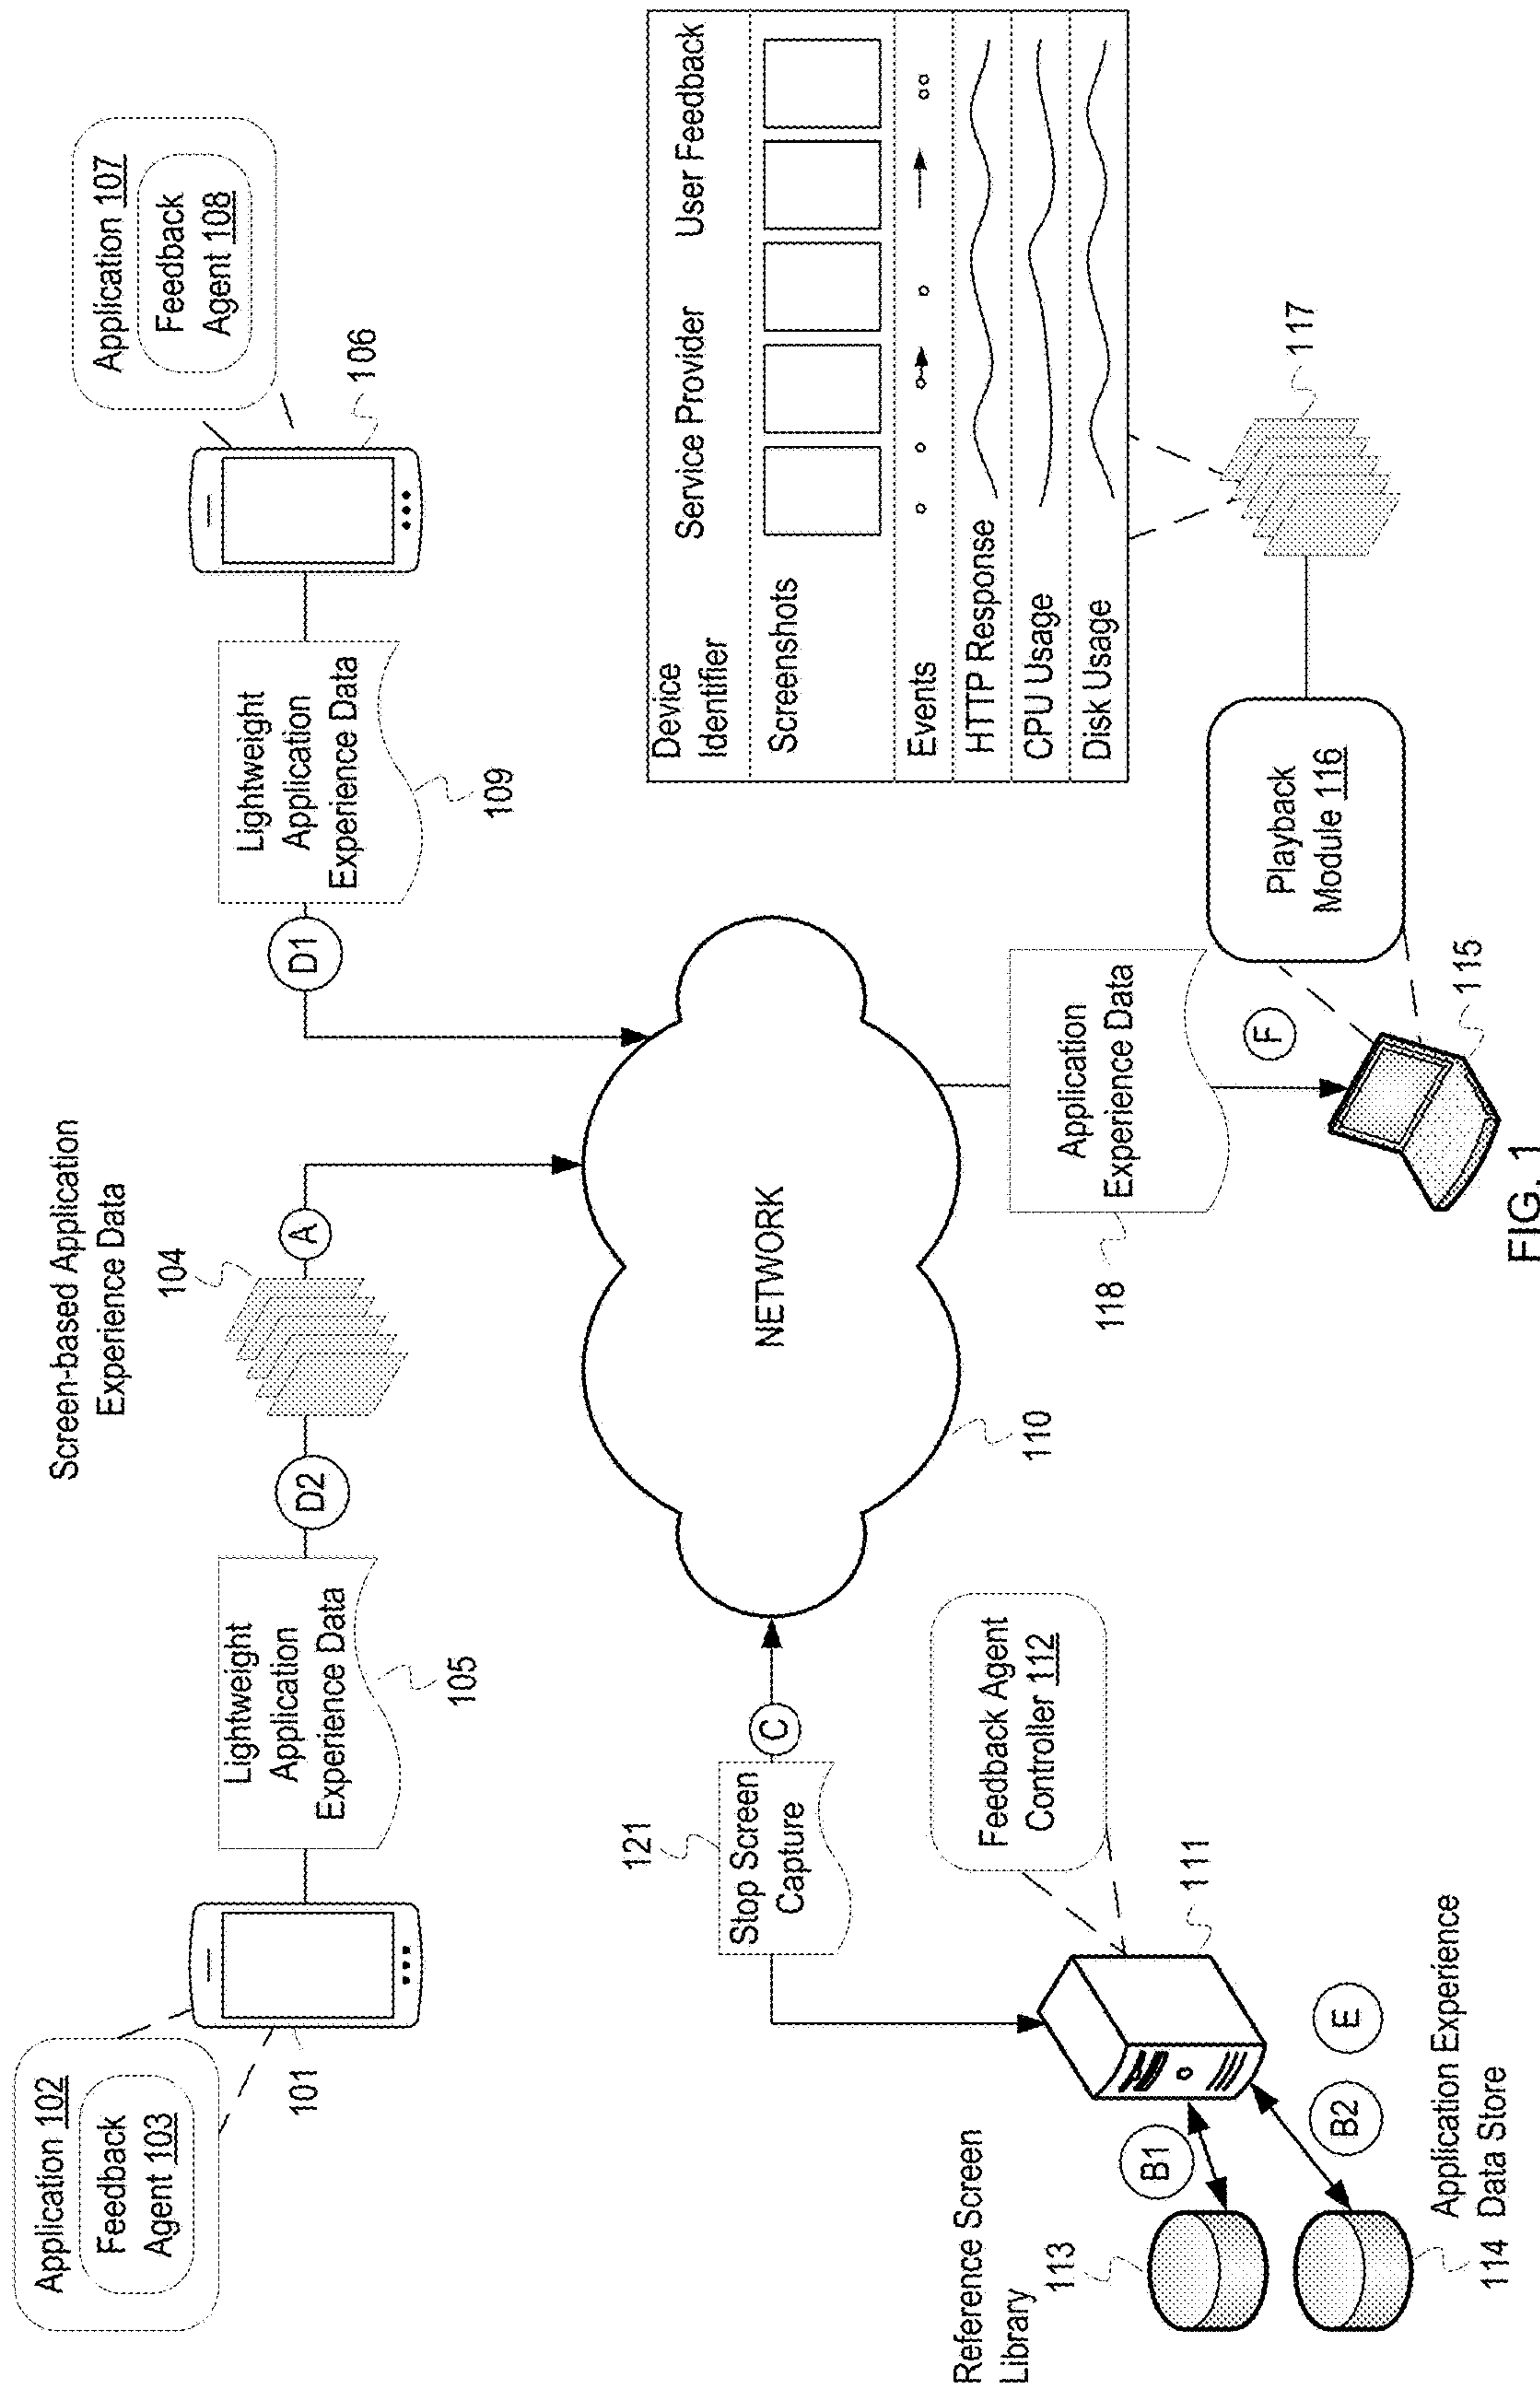 Application 102
Feedback
Agent 103
101
Lightweight
Application
Experience Data
105
D2
Screen-based Application
Experience Data
104
A
D1
Lightweight
Application
Experience Data
109
Application 107
Feedback
Agent 108
106
121
Stop Screen
Capture
C
NETWORK
110
Feedback Agent
Controller 112
111
Reference Screen
Library
113
B1
B2
E
Application Experience
114 Data Store
Application
Experience Data
118
F
115
Playback
Module 116
117
Device
Identifier
Service Provider
User Feedback
Screenshots
Events
HTTP Response
CPU Usage
Disk Usage
FIG. 1